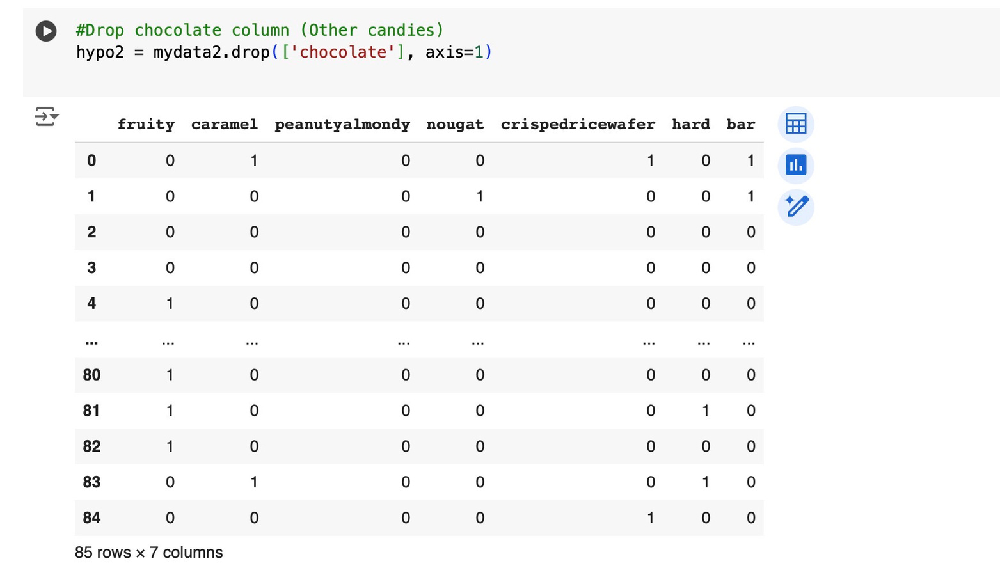 #Drop chocolate column (Other candies)
hypo2 = mydata2.drop(['chocolate'], axis=1)
fruity caramel peanutyalmondy nougat crispedricewafer hard bar
0 0 1 0 0 1 0 1
1 0 0 0 1 0 0 1
2 0 0 0 0 0 0 0
3 0 0 0 0 0 0 0
4 1 0 0 0 0 0 0
... ... ... ... ... ... ... ...
80 1 0 0 0 0 0 0
81 1 0 0 0 0 1 0
82 1 0 0 0 0 0 0
83 0 1 0 0 0 1 0
84 0 0 0 0 1 0 0
85 rows × 7 columns